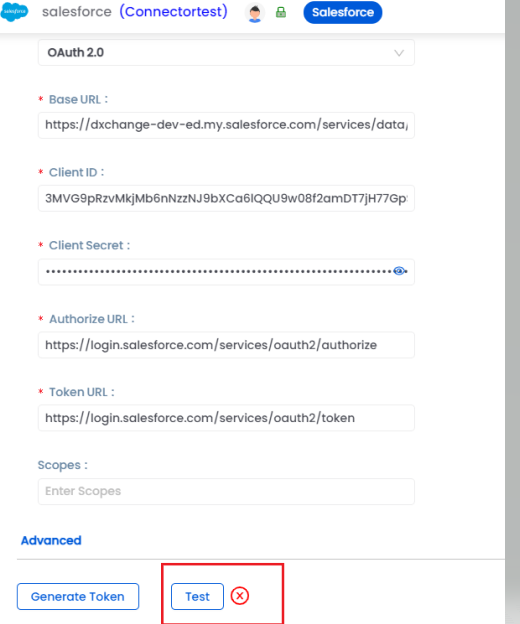 salesforce (Connectortest) Salesforce
OAuth 2.0
* Base URL :
https://dxchange-dev-ed.my.salesforce.com/services/data/
* Client ID :
3MVG9pRzvMkjMb6nNzzNJ9bXCa6lQQU9w08f2amDT7jH77Gp
* Client Secret :
* Authorize URL :
https://login.salesforce.com/services/oauth2/authorize
* Token URL :
https://login.salesforce.com/services/oauth2/token
Scopes :
Enter Scopes
Advanced
Generate Token Test